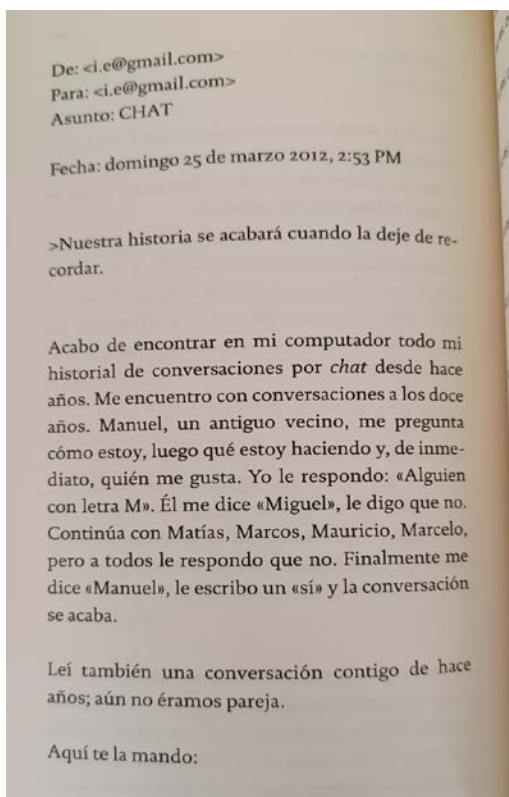 De: <i.e@gmail.com>
Para: <i.e@gmail.com>
Asunto: CHAT
Fecha: domingo 25 de marzo 2012, 2:53 PM
>Nuestra historia se acabará cuando la deje de re-
cordar.
Acabo de encontrar en mi computador todo mi
historial de conversaciones por chat desde hace
años. Me encuentro con conversaciones a los doce
años. Manuel, un antiguo vecino, me pregunta
cómo estoy, luego qué estoy haciendo y, de inme-
diato, quién me gusta. Yo le respondo: «Alguien
con letra M». Él me dice «Miguel», le digo que no.
Continúa con Matías, Marcos, Mauricio, Marcelo,
pero a todos le respondo que no. Finalmente me
dice «Manuel», le escribo un «sí» y la conversación
se acaba.
Leí también una conversación contigo de hace
años; aún no éramos pareja.
Aquí te la mando: